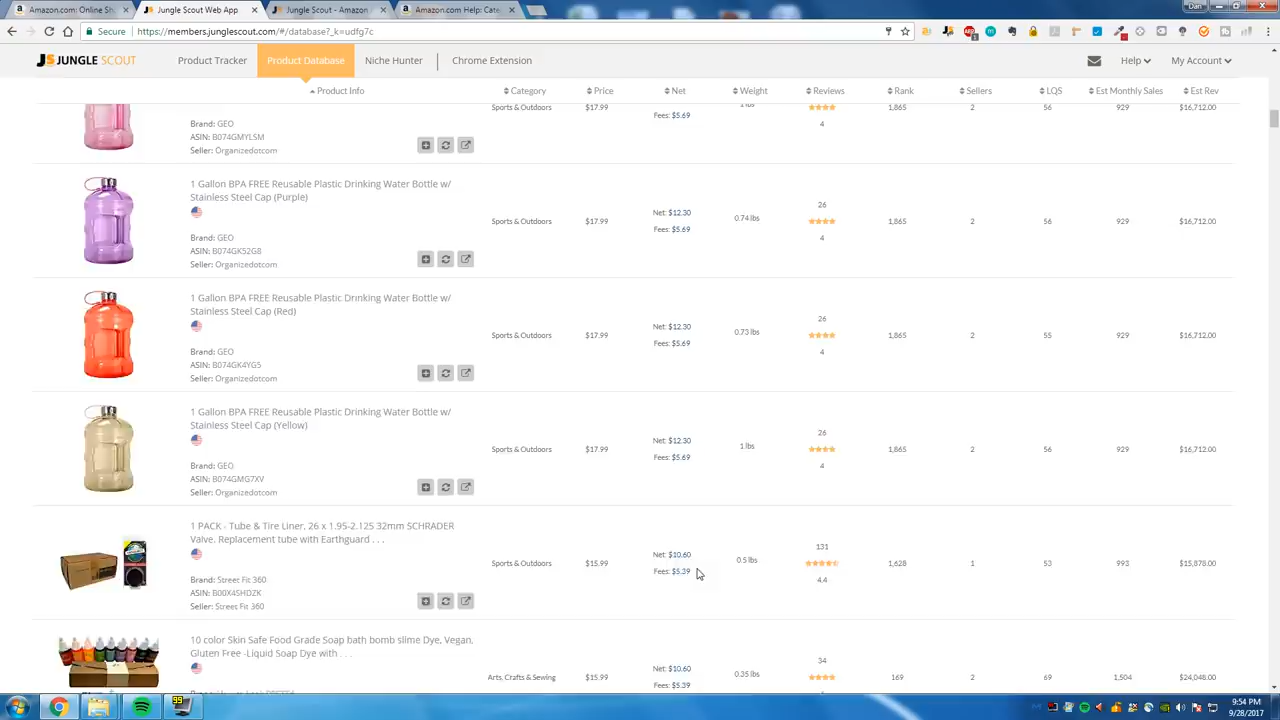 Amazon.com: Online Sh
Jungle Scout Web App
Jungle Scout - Amazon
Amazon.com Help: Cate
Dan
Secure
https://members.junglescout.com/#/database?_k=udfg7c
JS JUNGLE SCOUT
Product Tracker
Product Database
Niche Hunter
Chrome Extension
Help
My Account
Product Info Category Price Net Weight Reviews Rank Sellers LQS Est Monthly Sales Est Rev
Sports & Outdoors $17.99 1 lbs 1,865 2 56 929 $16,712.00
Fees: $5.69
4
Brand: GEO
ASIN: B074GMYLSM
Seller: Organizedotcom
1 Gallon BPA FREE Reusable Plastic Drinking Water Bottle w/
Stainless Steel Cap (Purple)
Brand: GEO
ASIN: B074GK52G8
Seller: Organizedotcom
Sports & Outdoors $17.99
Net: $12.30
Fees: $5.69
0.74 lbs
26
4
1,865 2 56 929 $16,712.00
1 Gallon BPA FREE Reusable Plastic Drinking Water Bottle w/
Stainless Steel Cap (Red)
Brand: GEO
ASIN: B074GK4YG5
Seller: Organizedotcom
Sports & Outdoors $17.99
Net: $12.30
Fees: $5.69
0.73 lbs
26
4
1,865 2 55 929 $16,712.00
1 Gallon BPA FREE Reusable Plastic Drinking Water Bottle w/
Stainless Steel Cap (Yellow)
Brand: GEO
ASIN: B074GMG7XV
Seller: Organizedotcom
Sports & Outdoors $17.99
Net: $12.30
Fees: $5.69
1 lbs
26
4
1,865 2 56 929 $16,712.00
1 PACK - Tube & Tire Liner, 26 x 1.95-2.125 32mm SCHRADER
Valve. Replacement tube with Earthguard . . .
Brand: Street Fit 360
ASIN: B00X4SHDZK
Seller: Street Fit 360
Sports & Outdoors $15.99
Net: $10.60
Fees: $5.39
0.5 lbs
131
4.4
1,628 1 53 993 $15,878.00
10 color Skin Safe Food Grade Soap bath bomb slime Dye, Vegan,
Gluten Free -Liquid Soap Dye with . . .
Arts, Crafts & Sewing $15.99
Net: $10.60
Fees: $5.39
0.35 lbs
34
169 2 69 1,504 $24,048.00
9:54 PM
9/28/2017